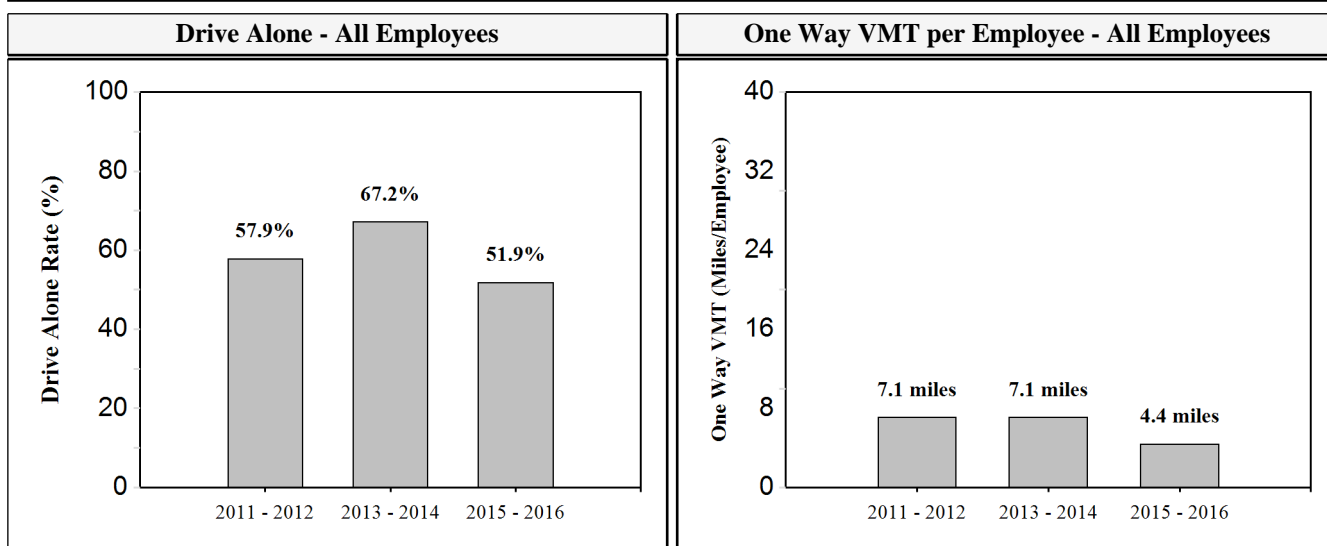 Drive Alone - All Employees
One Way VMT per Employee - All Employees
Drive Alone Rate (%)
100
80
60
40
20
0
57.9%
67.2%
51.9%
2011 - 2012
2013 - 2014
2015 - 2016
One Way VMT (Miles/Employee)
40
32
24
16
8
0
7.1 miles
7.1 miles
4.4 miles
2011 - 2012
2013 - 2014
2015 - 2016